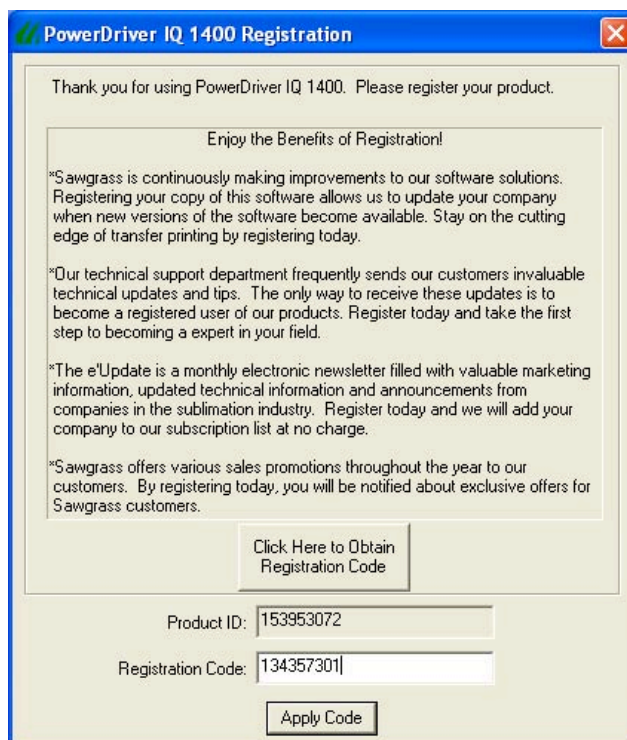 PowerDriver IQ 1400 Registration
Thank you for using PowerDriver IQ 1400. Please register your product.
Enjoy the Benefits of Registration!
*Sawgrass is continuously making improvements to our software solutions.
Registering your copy of this software allows us to update your company
when new versions of the software become available. Stay on the cutting
edge of transfer printing by registering today.
*Our technical support department frequently sends our customers invaluable
technical updates and tips. The only way to receive these updates is to
become a registered user of our products. Register today and take the first
step to becoming a expert in your field.
*The e'Update is a monthly electronic newsletter filled with valuable marketing
information, updated technical information and announcements from
companies in the sublimation industry. Register today and we will add your
company to our subscription list at no charge.
*Sawgrass offers various sales promotions throughout the year to our
customers. By registering today, you will be notified about exclusive offers for
Sawgrass customers.
Click Here to Obtain
Registration Code
Product ID: 153953072
Registration Code: 134357301
Apply Code